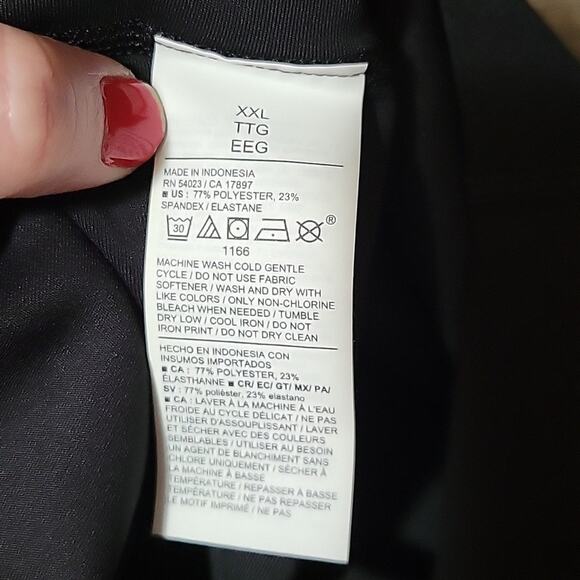 XXL
TTG
EEG
MADE IN INDONESIA
RN 54023 / CA 17897
■ US : 77% POLYESTER, 23%
SPANDEX / ELASTANE
30
®
1166
MACHINE WASH COLD GENTLE
CYCLE / DO NOT USE FABRIC
SOFTENER / WASH AND DRY WITH
LIKE COLORS / ONLY NON-CHLORINE
BLEACH WHEN NEEDED / TUMBLE
DRY LOW / COOL IRON / DO NOT
IRON PRINT / DO NOT DRY CLEAN
HECHO EN INDONESIA CON
INSUMOS IMPORTADOS
■ CA : 77% POLYESTER, 23%
ÉLASTHANNE ■ CR/ EC/ GT/ MX/ PA/
SV : 77% poliéster, 23% elastano
■ CA : LAVER À LA MACHINE À L'EAU
FROIDE AU CYCLE DÉLICAT / NE PAS
UTILISER D'ASSOUPLISSANT / LAVER
ET SÉCHER AVEC DES COULEURS
SEMBLABLES / UTILISER AU BESOIN
UN AGENT DE BLANCHIMENT SANS
CHLORE UNIQUEMENT / SÉCHER À
LA MACHINE À BASSE
TEMPÉRATURE / REPASSER À BASSE
TEMPÉRATURE / NE PAS REPASSER
LE MOTIF IMPRIMÉ / NE PAS